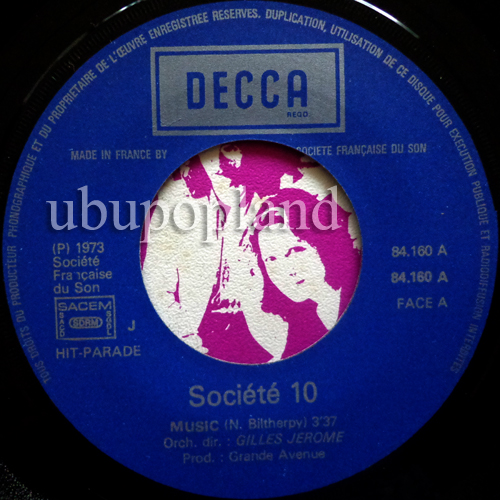 TOUS DROITS DU PRODUCTEUR PHONOGRAPHIQUE ET DU PROPRIETAIRE DE L'ŒUVRE ENREGISTREE RESERVES. DUPLICATION, UTILISATION DE CE DISQUE POUR EXECUTION PUBLIQUE ET RADIODIFFUSION INTERDITES
DECCA
REGD.
MADE IN FRANCE BY SOCIETE FRANÇAISE DU SON
ubupopland
(P) 1973
Société
Française
du Son
84.160 A
84.160 A
FACE A
SACEM
SACD
SDRM
SGDL
J
HIT-PARADE
Société 10
MUSIC (N. Biltherpy) 3'37
Orch. dir. : GILLES JEROME
Prod. : Grande Avenue